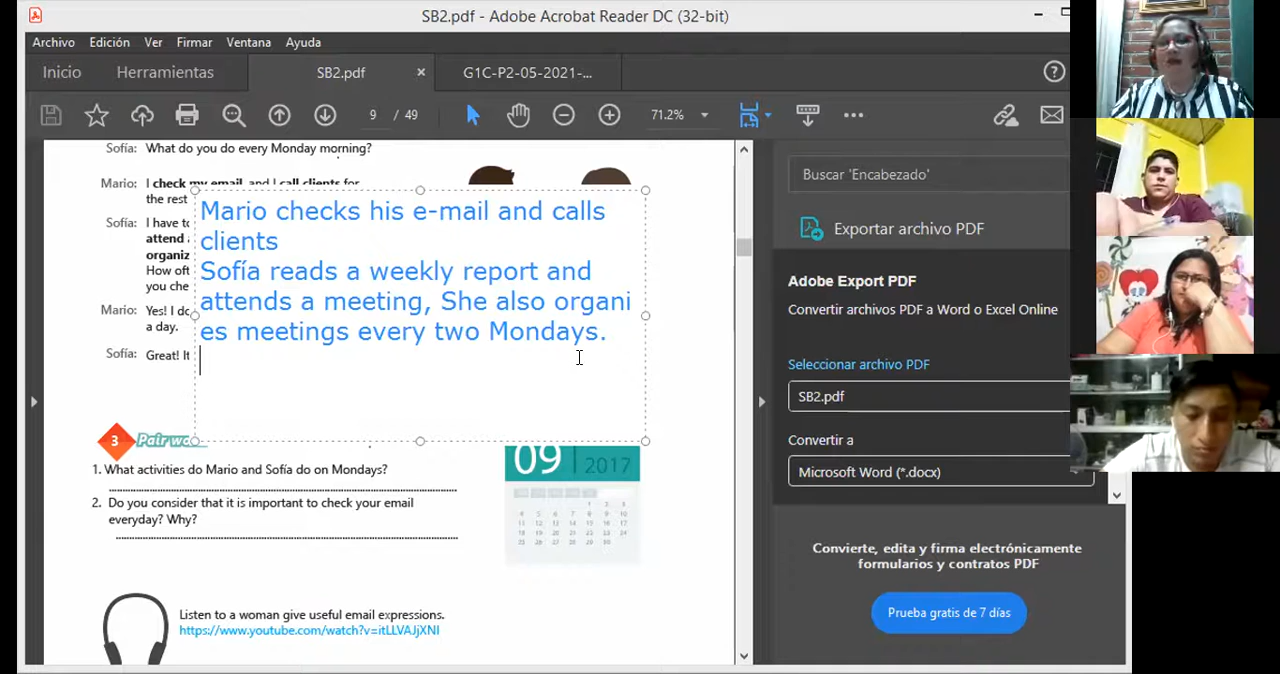 SB2.pdf - Adobe Acrobat Reader DC (32-bit)
Archivo Edición Ver Firmar Ventana Ayuda
Inicio Herramientas SB2.pdf × G1C-P2-05-2021-...
9 / 49 71.2%
Sofía: What do you do every Monday morning?
Mario: I check my email, and I call clients for
the rest
Sofía: I have to
attend a
organiz
How oft
you che
Mario: Yes! I do
a day.
Sofía: Great! It
Mario checks his e-mail and calls
clients
Sofía reads a weekly report and
attends a meeting, She also organi
es meetings every two Mondays.
3 Pair wo
1. What activities do Mario and Sofía do on Mondays?
2. Do you consider that it is important to check your email
everyday? Why?
09 2017
Listen to a woman give useful email expressions.
https://www.youtube.com/watch?v=itLLVAJjXNI
Buscar 'Encabezado'
Exportar archivo PDF
Adobe Export PDF
Convertir archivos PDF a Word o Excel Online
Seleccionar archivo PDF
SB2.pdf
Convertir a
Microsoft Word (*.docx)
Convierte, edita y firma electrónicamente
formularios y contratos PDF
Prueba gratis de 7 días